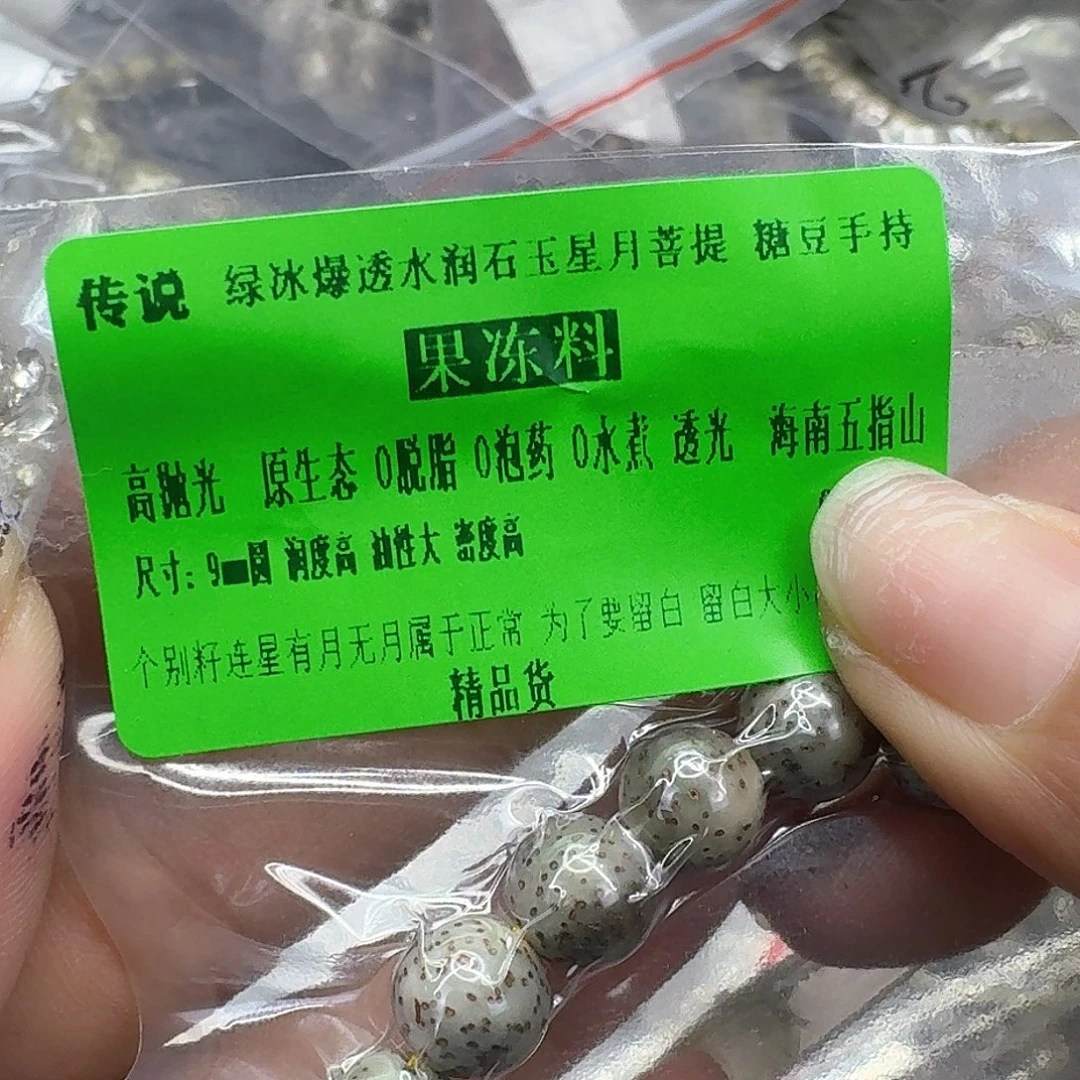 传说 绿冰爆透水润石玉星月菩提 糖豆手持
果冻料
高抛光 原生态 0脱脂 0泡药 0水煮 透光 海南五指山
尺寸：9mm圆 润度高 油性大 密度高
个别籽连星有月无月属于正常 为了要留白 留白大小
精品货